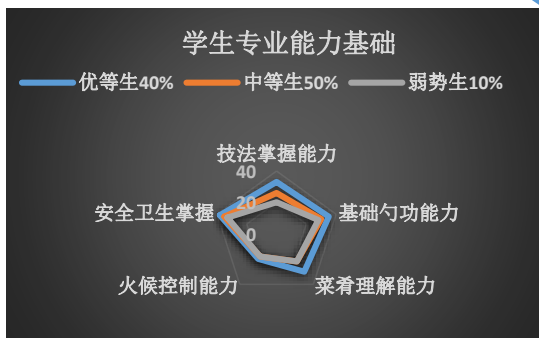 学生专业能力基础
优等生40% 中等生50% 弱势生10%
技法掌握能力
40
安全卫生掌握 20 基础勺功能力
0
火候控制能力 菜肴理解能力